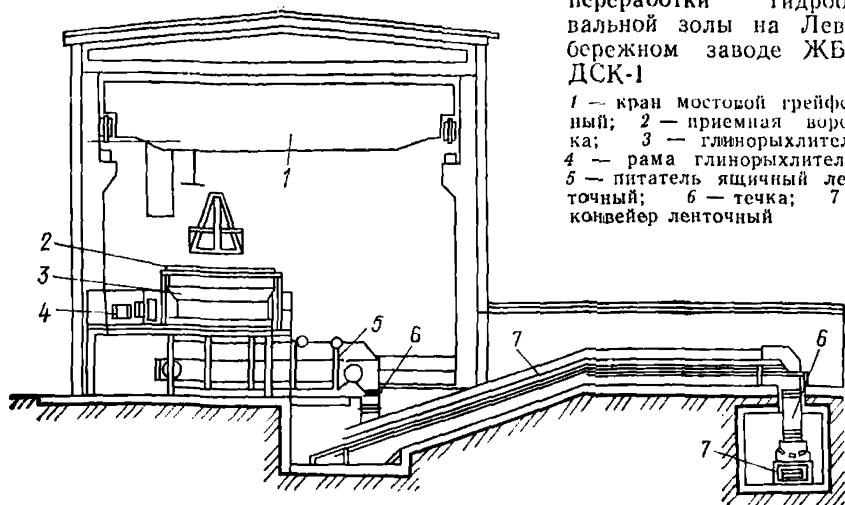 переработки гидроот
вальной золы на Лев
бережном заводе ЖБ
ДСК-1
1 — кран мостовой грейфе
ный; 2 — приемная воро
ка; 3 — глинорыхлител
4 — рама глинорыхлител
5 — питатель ящичный ле
точный; 6 — течка; 7
конвейер ленточный
1
2
3
4
5
6
7
6
7